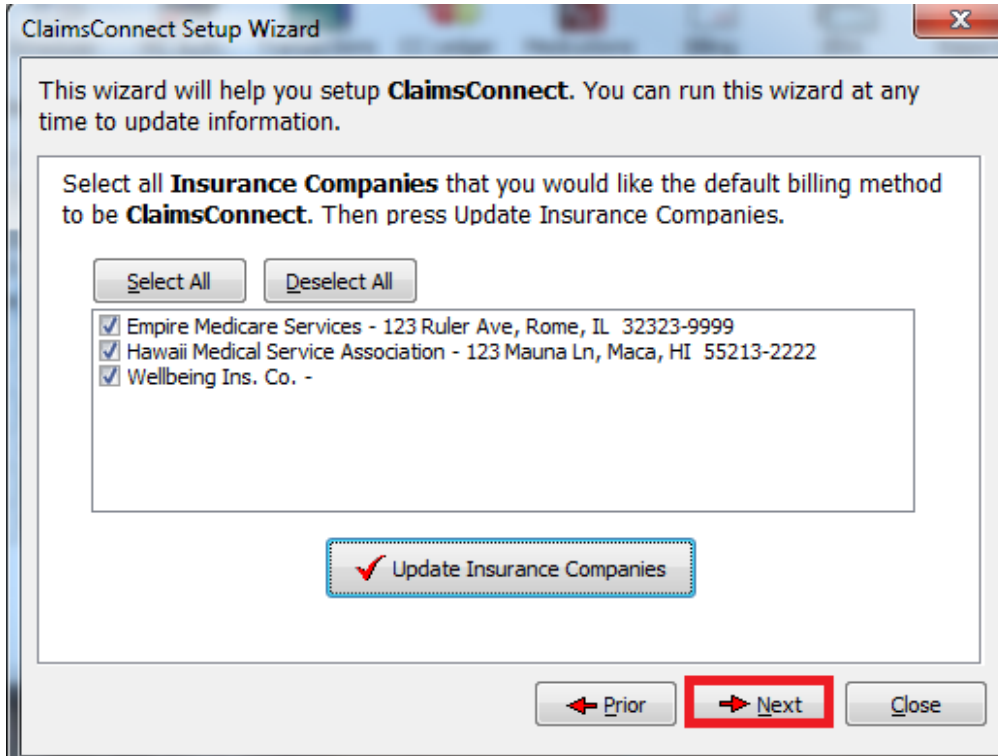 ClaimsConnect Setup Wizard
This wizard will help you setup ClaimsConnect. You can run this wizard at any
time to update information.
Select all Insurance Companies that you would like the default billing method
to be ClaimsConnect. Then press Update Insurance Companies.
Select All Deselect All
Empire Medicare Services - 123 Ruler Ave, Rome, IL 32323-9999
Hawaii Medical Service Association - 123 Mauna Ln, Maca, HI 55213-2222
Wellbeing Ins. Co. -
Update Insurance Companies
Prior Next Close